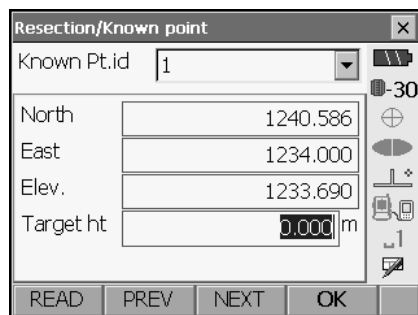 Resection/Known point
Known Pt.id 1
-30
North 1240.586
East 1234.000
Elev. 1233.690
Target ht 0.000 m
1
READ PREV NEXT OK